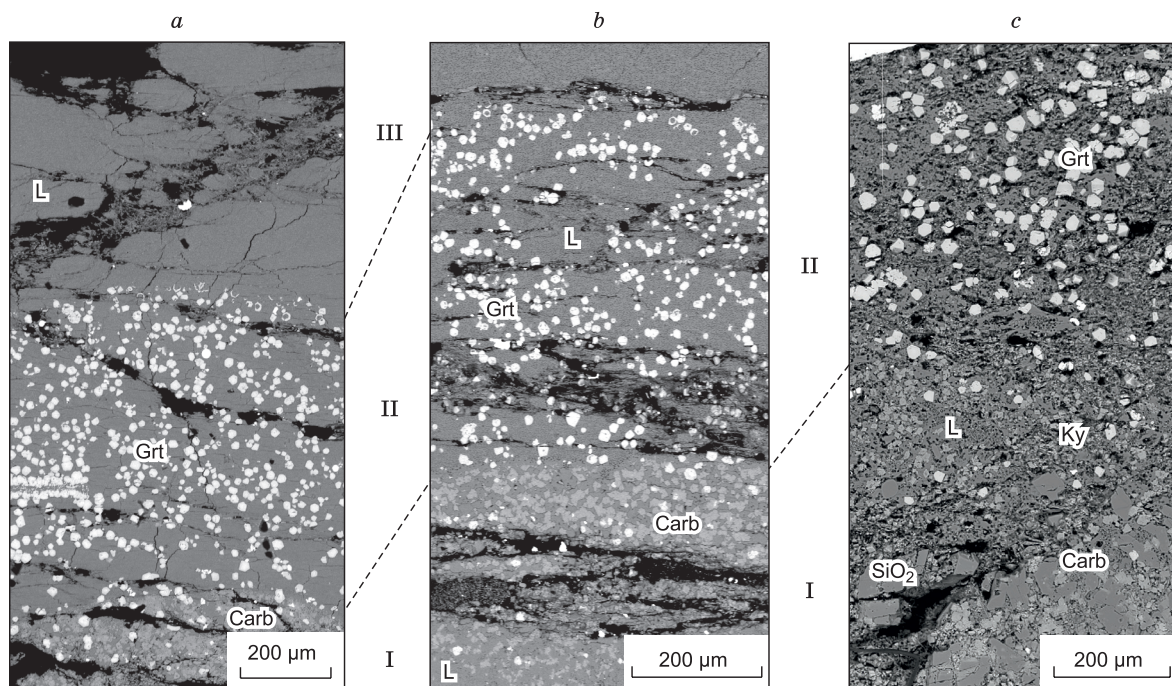 a
b
c
III
II
I
II
I
L
Grt
Carb
200 µm
L
Grt
Carb
L
200 µm
Grt
L
Ky
SiO₂
Carb
200 µm